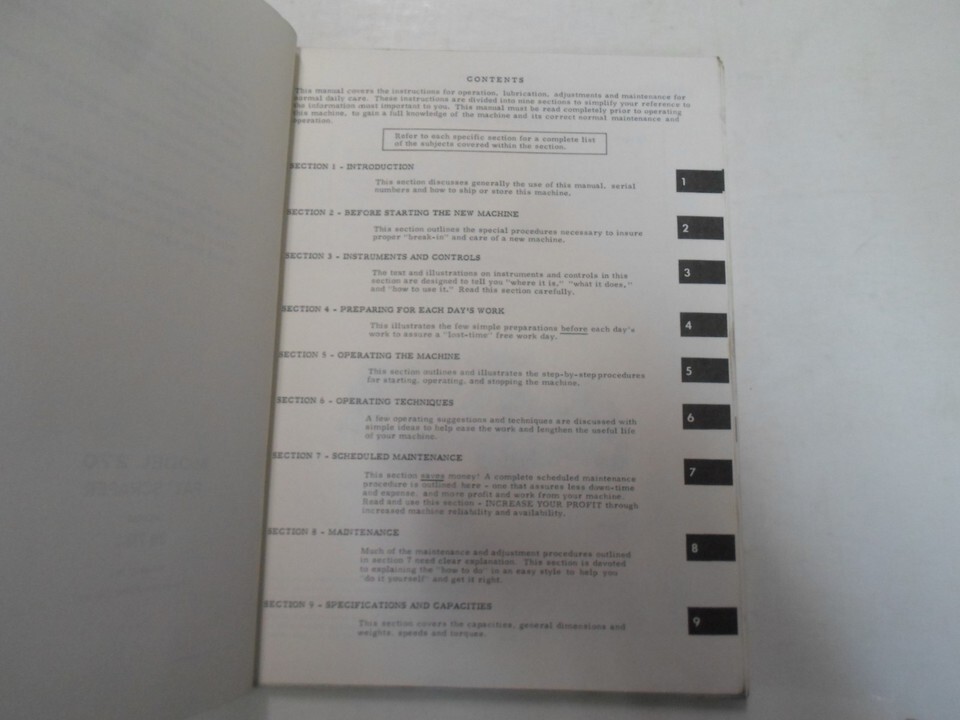 CONTENTS
This manual covers the instructions for operation, lubrication, adjustments and maintenance for
normal daily care. These instructions are divided into nine sections to simplify your reference to
the information most important to you. This manual must be read completely prior to operating
this machine, to gain a full knowledge of the machine and its correct normal maintenance and
operation.
Refer to each specific section for a complete list
of the subjects covered within the section.
SECTION 1 - INTRODUCTION
This section discusses generally the use of this manual, serial
numbers and how to ship or store this machine.
1
SECTION 2 - BEFORE STARTING THE NEW MACHINE
This section outlines the special procedures necessary to insure
proper "break-in" and care of a new machine.
2
SECTION 3 - INSTRUMENTS AND CONTROLS
The text and illustrations on instruments and controls in this
section are designed to tell you "where it is," "what it does,"
and "how to use it." Read this section carefully.
3
SECTION 4 - PREPARING FOR EACH DAY'S WORK
This illustrates the few simple preparations before each day's
work to assure a "lost-time" free work day.
4
SECTION 5 - OPERATING THE MACHINE
This section outlines and illustrates the step-by-step procedures
for starting, operating, and stopping the machine.
5
SECTION 6 - OPERATING TECHNIQUES
A few operating suggestions and techniques are discussed with
simple ideas to help ease the work and lengthen the useful life
of your machine.
6
SECTION 7 - SCHEDULED MAINTENANCE
This section saves money! A complete scheduled maintenance
procedure is outlined here - one that assures less down-time
and expense, and more profit and work from your machine.
Read and use this section - INCREASE YOUR PROFIT through
increased machine reliability and availability.
7
SECTION 8 - MAINTENANCE
Much of the maintenance and adjustment procedures outlined
in section 7 need clear explanation. This section is devoted
to explaining the "how to do" in an easy style to help you
"do it yourself" and get it right.
8
SECTION 9 - SPECIFICATIONS AND CAPACITIES
This section covers the capacities, general dimensions and
weights, speeds and torques.
9